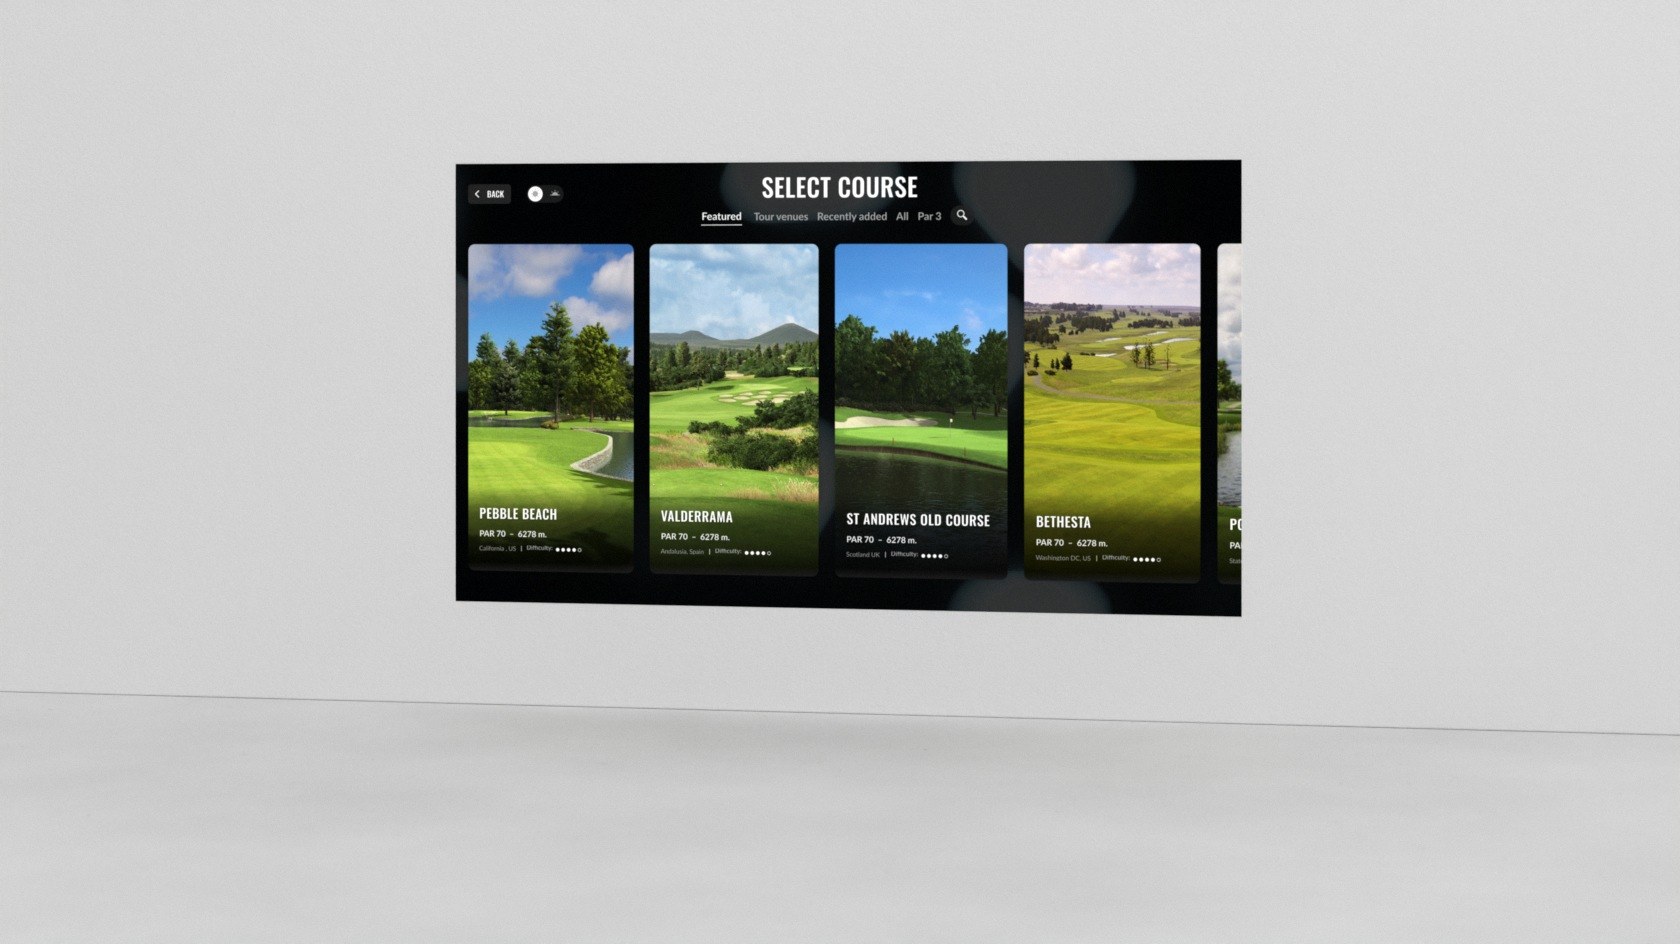 BACK
SELECT COURSE
Featured Tour venues Recently added All Par 3
PEBBLE BEACH
PAR 70 – 6278 m.
California , US | Difficulty:
VALDERRAMA
PAR 70 – 6278 m.
Andalusia, Spain | Difficulty:
ST ANDREWS OLD COURSE
PAR 70 – 6278 m.
Scotland UK | Difficulty:
BETHESTA
PAR 70 – 6278 m.
Washington DC, US | Difficulty: